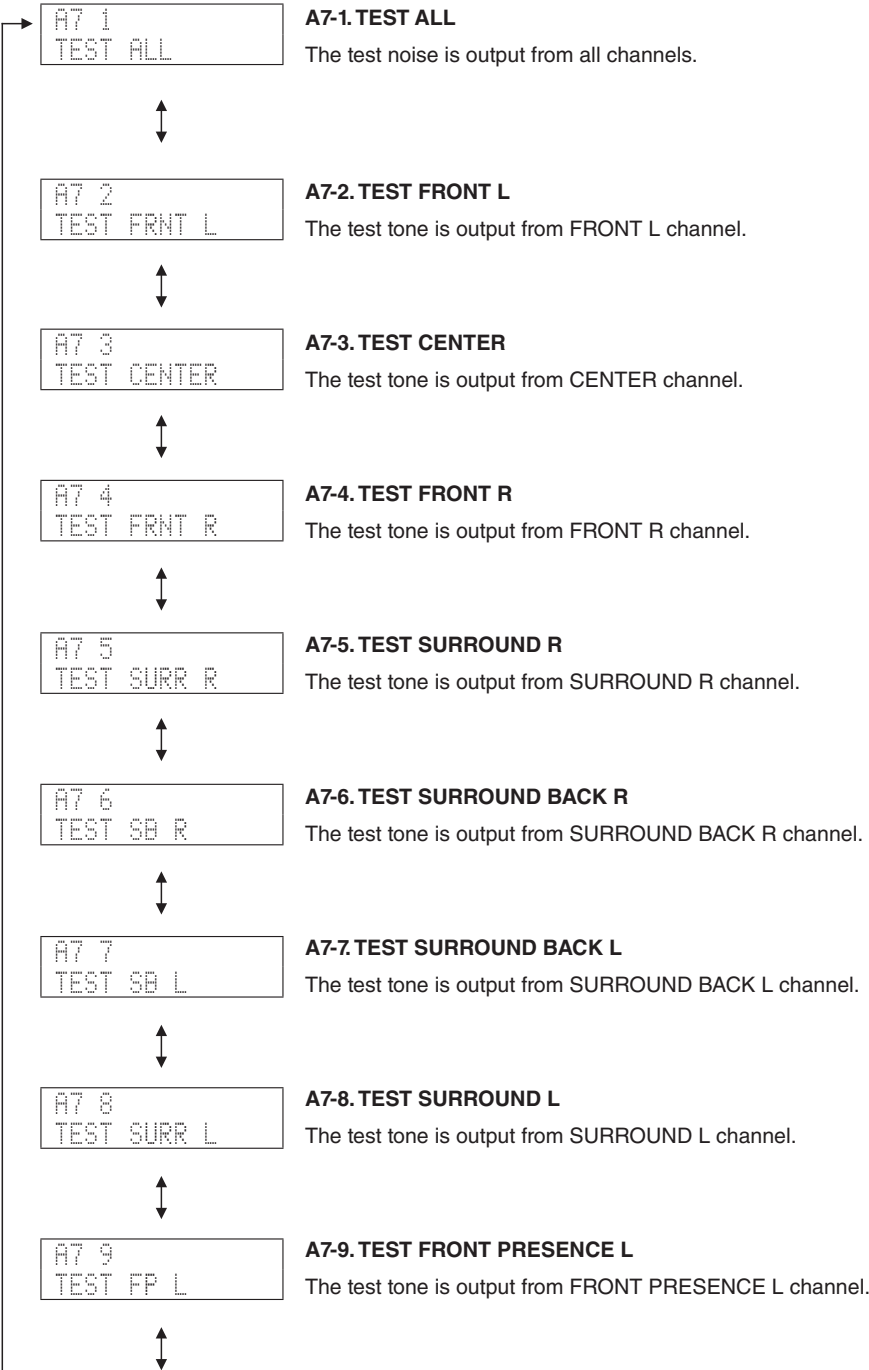 A7 1
TEST ALL
A7-1. TEST ALL
The test noise is output from all channels.
A7 2
TEST FRNT L
A7-2. TEST FRONT L
The test tone is output from FRONT L channel.
A7 3
TEST CENTER
A7-3. TEST CENTER
The test tone is output from CENTER channel.
A7 4
TEST FRNT R
A7-4. TEST FRONT R
The test tone is output from FRONT R channel.
A7 5
TEST SURR R
A7-5. TEST SURROUND R
The test tone is output from SURROUND R channel.
A7 6
TEST SB R
A7-6. TEST SURROUND BACK R
The test tone is output from SURROUND BACK R channel.
A7 7
TEST SB L
A7-7. TEST SURROUND BACK L
The test tone is output from SURROUND BACK L channel.
A7 8
TEST SURR L
A7-8. TEST SURROUND L
The test tone is output from SURROUND L channel.
A7 9
TEST FP L
A7-9. TEST FRONT PRESENCE L
The test tone is output from FRONT PRESENCE L channel.